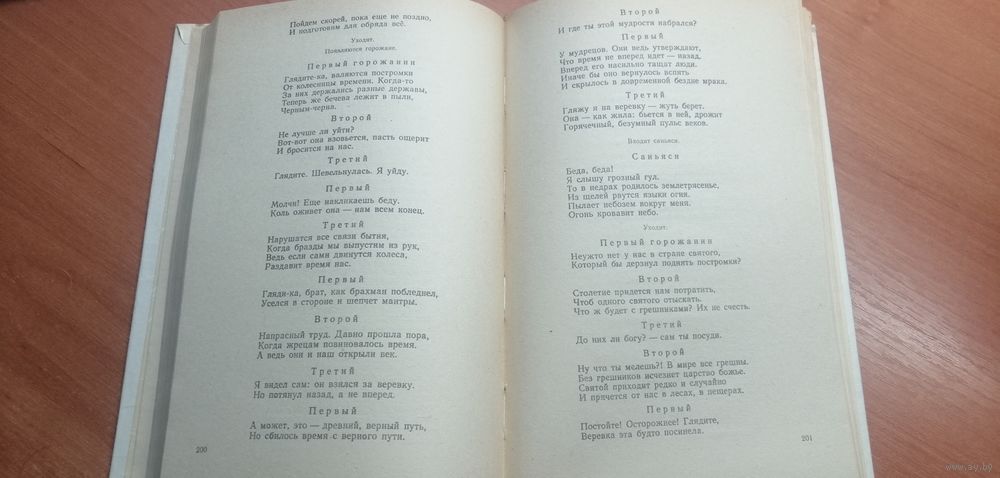 Пойдем скорей, пока еще не поздно,
И подготовим для обряда всё.
Уходят.
Появляются горожане.
Первый горожанин
Глядите-ка, валяются постромки
От колесницы времени. Когда-то
За них держались разные державы,
Теперь же бечева лежит в пыли,
Черным-черна.
Второй
Не лучше ли уйти?
Вот-вот она взовьется, пасть ощерит
И бросится на нас.
Третий
Глядите. Шевельнулась. Я уйду.
Первый
Молчи! Еще накликаешь беду.
Коль оживет она — нам всем конец.
Третий
Нарушатся все связи бытия,
Когда бразды мы выпустим из рук,
Ведь если сами двинутся колеса,
Раздавит время нас.
Первый
Гляди-ка, брат, как брахман побледнел,
Уселся в стороне и шепчет мантры.
Второй
Напрасный труд. Давно прошла пора,
Когда жрецам повиновалось время.
А ведь они и наш открыли век.
Третий
Я видел сам: он взялся за веревку.
Но потянул назад, а не вперед.
Первый
А может, это — древний, верный путь,
Но сбилось время с верного пути.
200
Второй
И где ты этой мудрости набрался?
Первый
У мудрецов. Они ведь утверждают,
Что время не вперед идет — назад,
Вперед его насильно тащат люди.
Иначе бы оно вернулось вспять
И скрылось в довременной бездне мрака.
Третий
Гляжу я на веревку — жуть берет.
Она — как жила: бьется в ней, дрожит
Горячечный, безумный пульс веков.
Входит саньяси.
Саньяси
Беда, беда!
Я слышу грозный гул.
То в недрах родилось землетрясенье,
Из щелей рвутся языки огня.
Пылает небозем вокруг меня.
Огонь кровавит небо.
Уходит.
Первый горожанин
Неужто нет у нас в стране святого,
Который бы дерзнул поднять постромки?
Второй
Столетие придется нам потратить,
Чтоб одного святого отыскать.
Что ж будет с грешниками? Их не счесть.
Третий
До них ли богу? — сам ты посуди.
Второй
Ну что ты мелешь?! В мире все грешны.
Без грешников исчезнет царство божье.
Святой приходит редко и случайно
И прячется от нас в лесах, в пещерах.
Первый
Постойте! Осторожнее! Глядите,
Веревка эта будто посинела.
201
www.ay.by